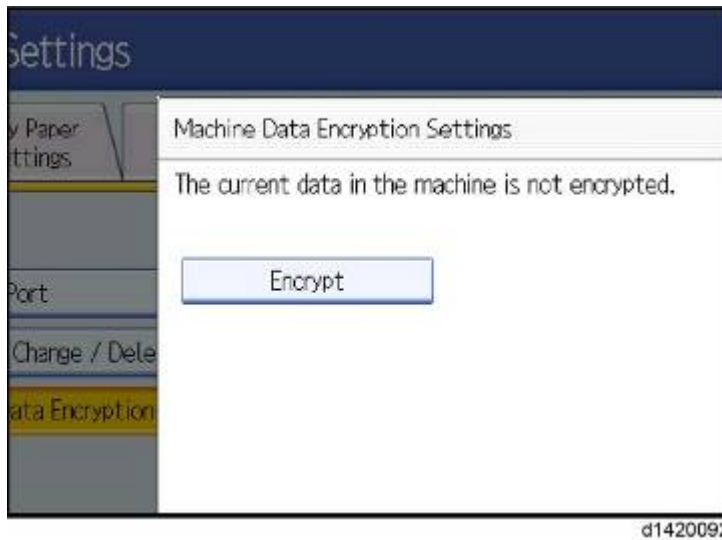 Settings
y Paper
ttings
Machine Data Encryption Settings
The current data in the machine is not encrypted.
Encrypt
Port
Change / Dele
ata Encryption
d1420092